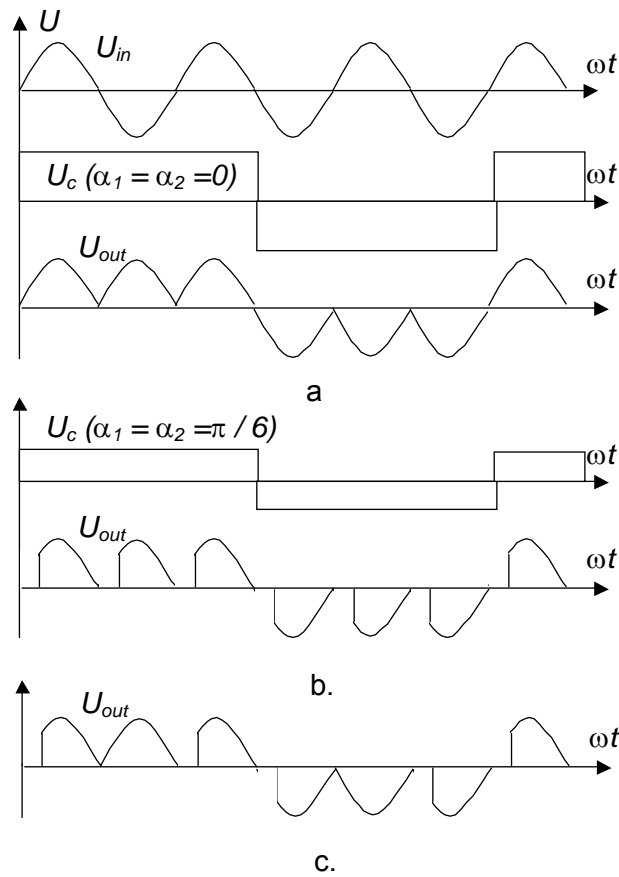 U
U_in
ωt
U_c (α_1 = α_2 =0)
ωt
U_out
ωt
a
U_c (α_1 = α_2 =π / 6)
ωt
U_out
ωt
b.
U_out
ωt
c.